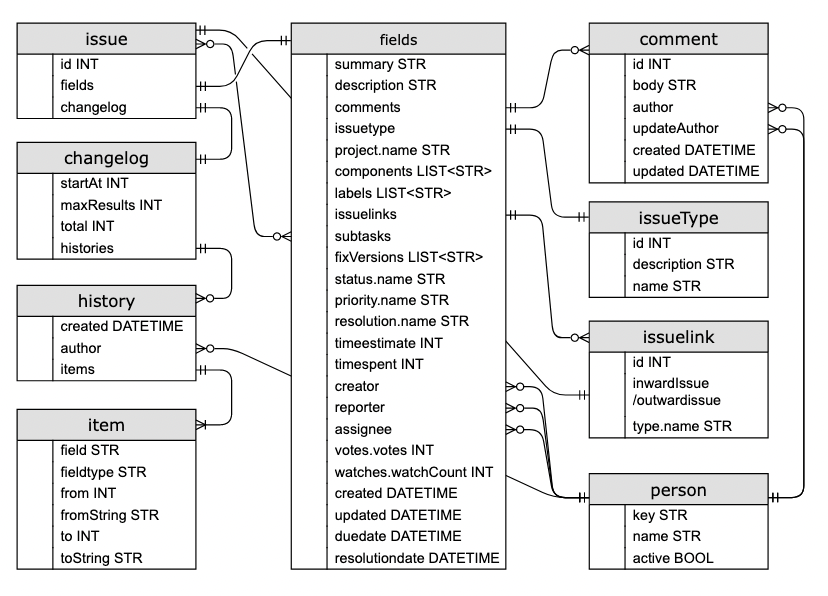 issue
id INT
fields
changelog
changelog
startAt INT
maxResults INT
total INT
histories
history
created DATETIME
author
items
item
field STR
fieldtype STR
from INT
fromString STR
to INT
toString STR
fields
summary STR
description STR
comments
issuetype
project.name STR
components LIST<STR>
labels LIST<STR>
issuelinks
subtasks
fixVersions LIST<STR>
status.name STR
priority.name STR
resolution.name STR
timeestimate INT
timespent INT
creator
reporter
assignee
votes.votes INT
watches.watchCount INT
created DATETIME
updated DATETIME
duedate DATETIME
resolutiondate DATETIME
comment
id INT
body STR
author
updateAuthor
created DATETIME
updated DATETIME
issueType
id INT
description STR
name STR
issuelink
id INT
inwardIssue
/outwardissue
type.name STR
person
key STR
name STR
active BOOL